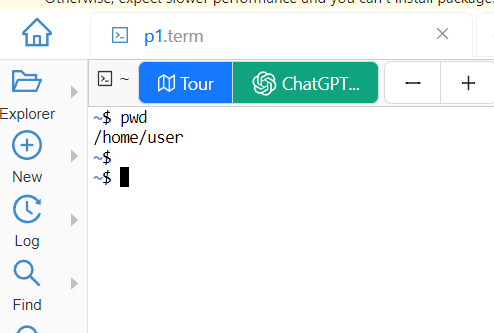 Otherwise, expect slower performance and you can't install package
p1.term
~ Tour ChatGPT...
Explorer
New
Log
Find
~$ pwd
/home/user
~$
~$